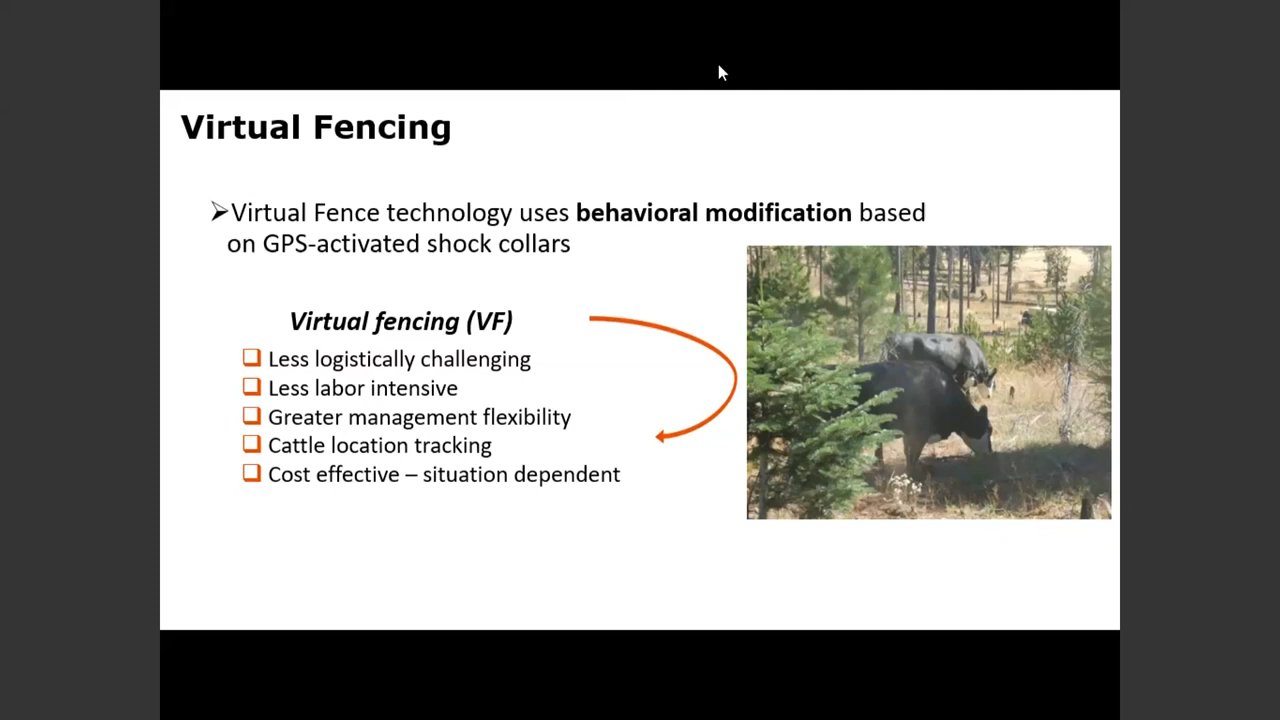 Virtual Fencing
➢Virtual Fence technology uses behavioral modification based
on GPS-activated shock collars
Virtual fencing (VF)
❑ Less logistically challenging
❑ Less labor intensive
❑ Greater management flexibility
❑ Cattle location tracking
❑ Cost effective – situation dependent